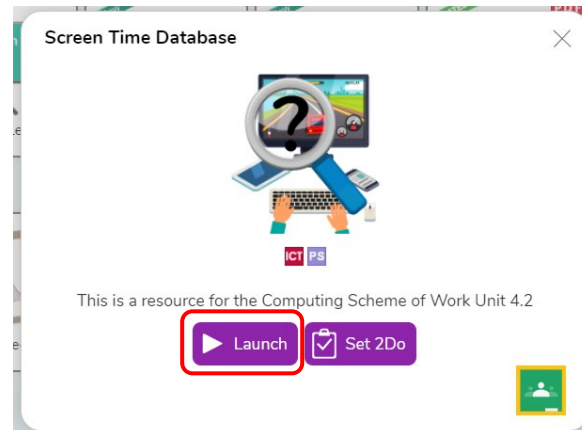 Screen Time Database
?
ICT PS
This is a resource for the Computing Scheme of Work Unit 4.2
Launch Set 2Do